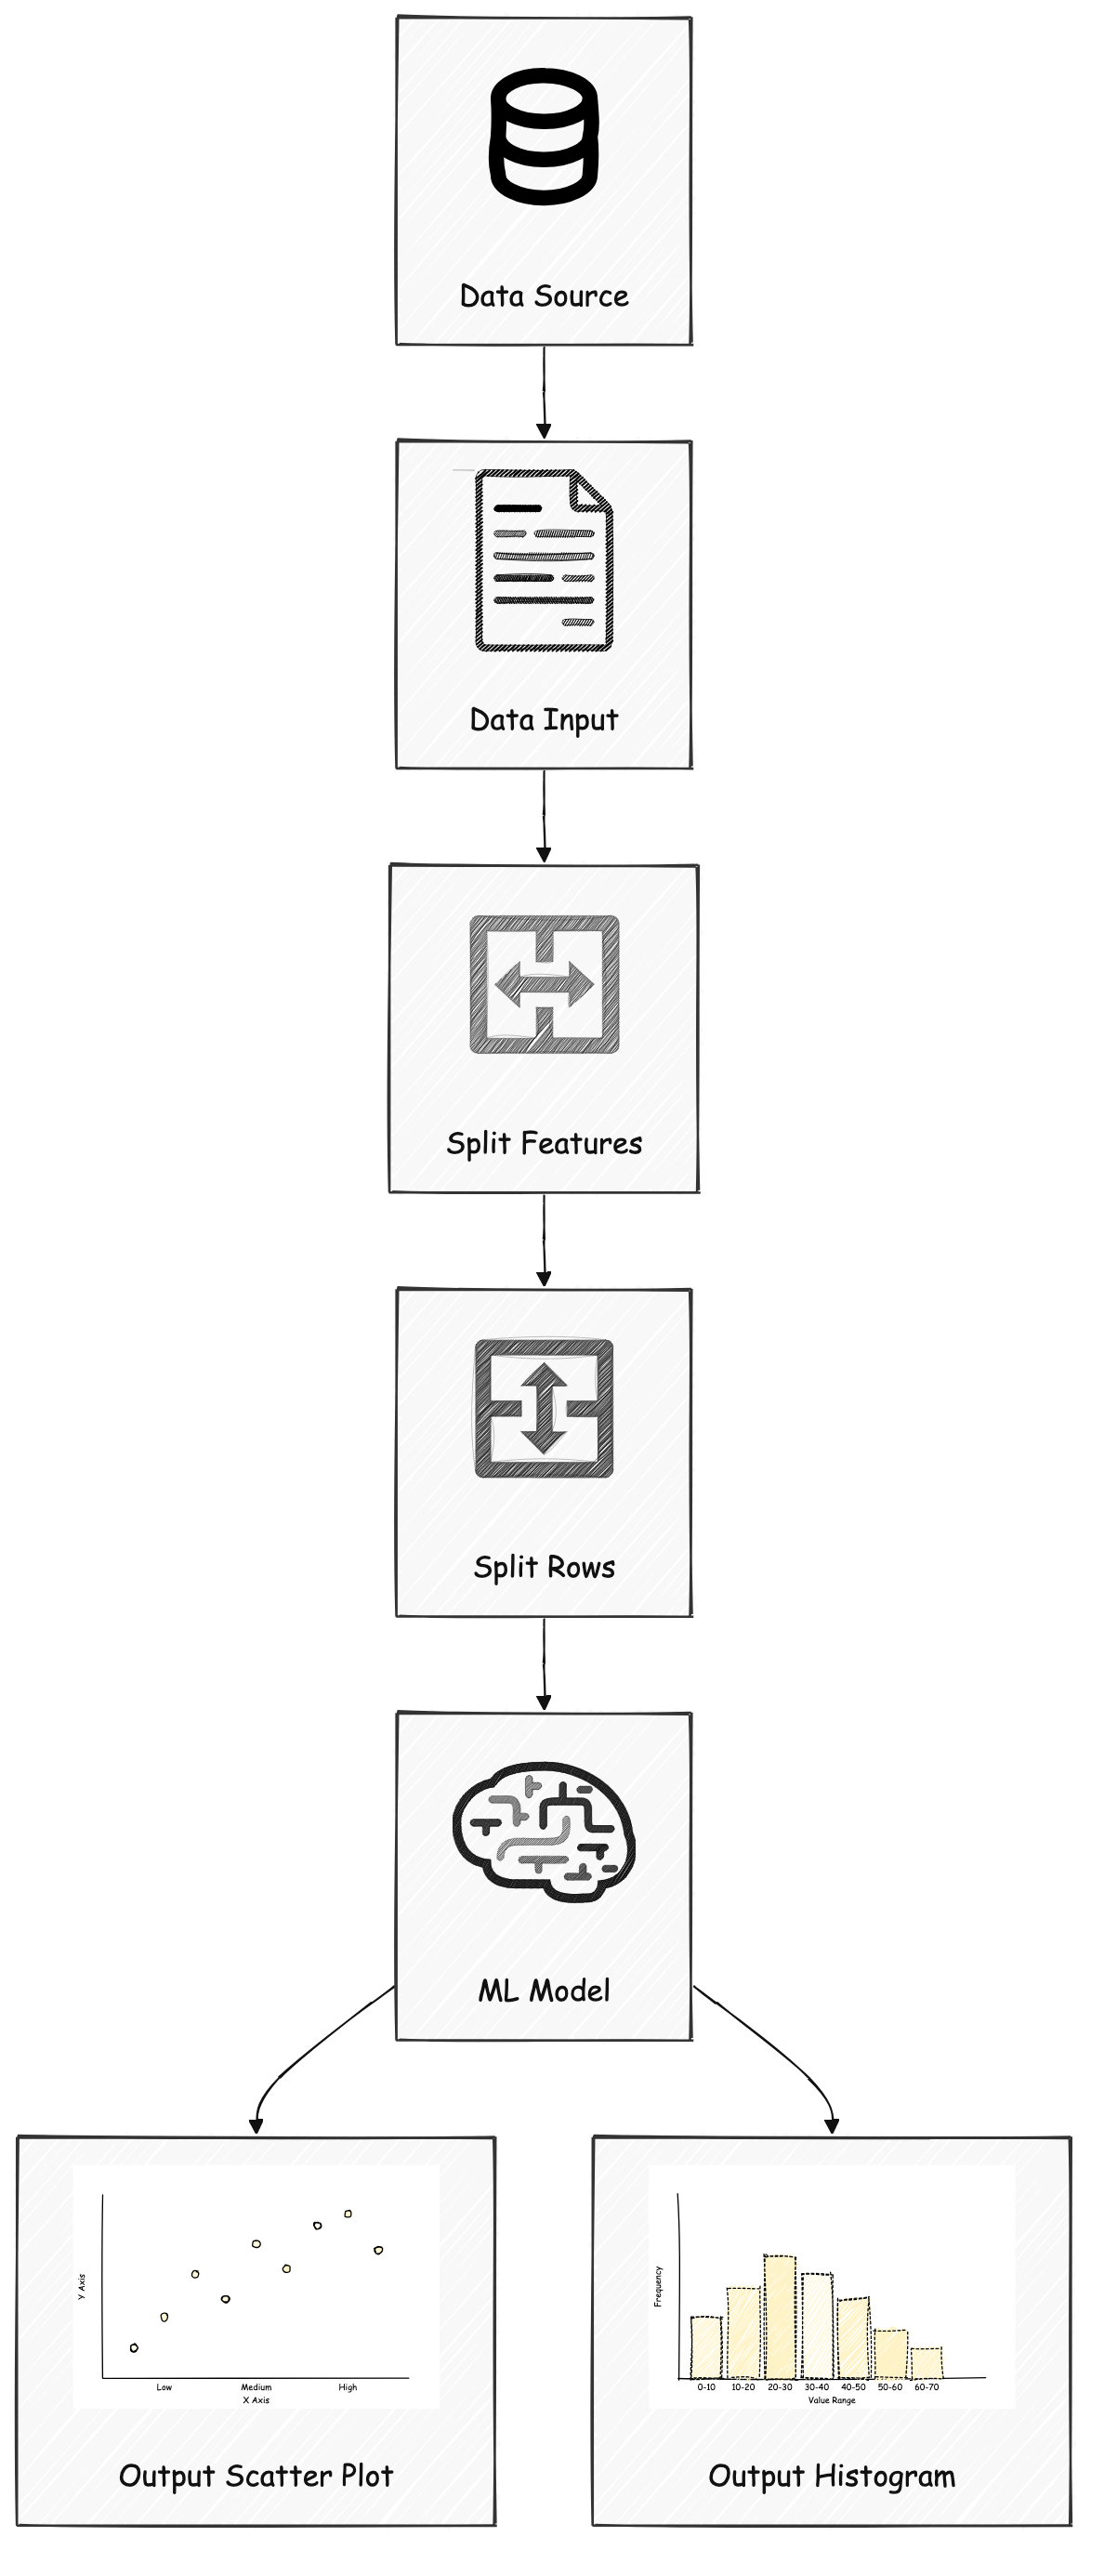 Data Source
Data Input
Split Features
Split Rows
ML Model
Y Axis
Low Medium High
X Axis
Output Scatter Plot
Frequency
0-10 10-20 20-30 30-40 40-50 50-60 60-70
Value Range
Output Histogram